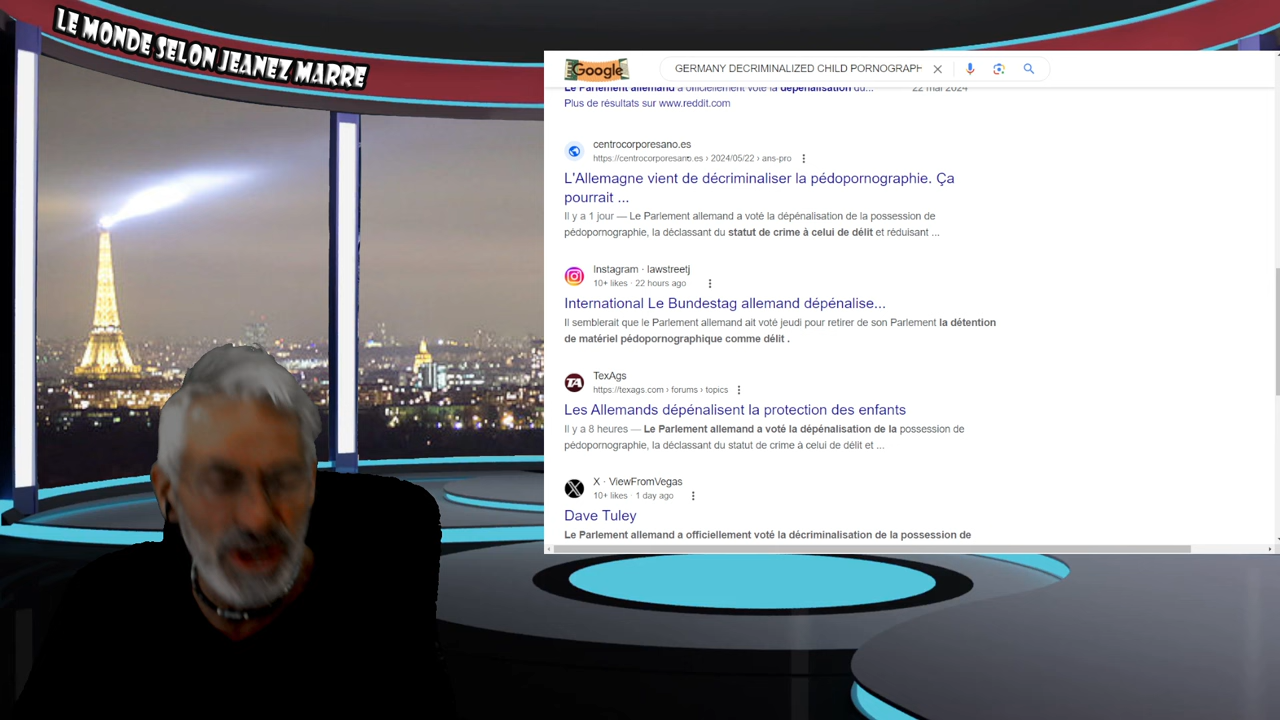 LE MONDE SELON JEANEZ MARRE
Google
GERMANY DECRIMINALIZED CHILD PORNOGRAPH
Le Parlement allemand a officiellement voté la dépénalisation du... 22 mai 2024
Plus de résultats sur www.reddit.com
centrocorporesano.es
https://centrocorporesano.es › 2024/05/22 › ans-pro
L'Allemagne vient de décriminaliser la pédopornographie. Ça
pourrait ...
Il y a 1 jour — Le Parlement allemand a voté la dépénalisation de la possession de
pédopornographie, la déclassant du statut de crime à celui de délit et réduisant ...
Instagram · lawstreetj
10+ likes · 22 hours ago
International Le Bundestag allemand dépénalise...
Il semblerait que le Parlement allemand ait voté jeudi pour retirer de son Parlement la détention
de matériel pédopornographique comme délit .
TexAgs
https://texags.com › forums › topics
Les Allemands dépénalisent la protection des enfants
Il y a 8 heures — Le Parlement allemand a voté la dépénalisation de la possession de
pédopornographie, la déclassant du statut de crime à celui de délit et ...
X · ViewFromVegas
10+ likes · 1 day ago
Dave Tuley
Le Parlement allemand a officiellement voté la décriminalisation de la possession de